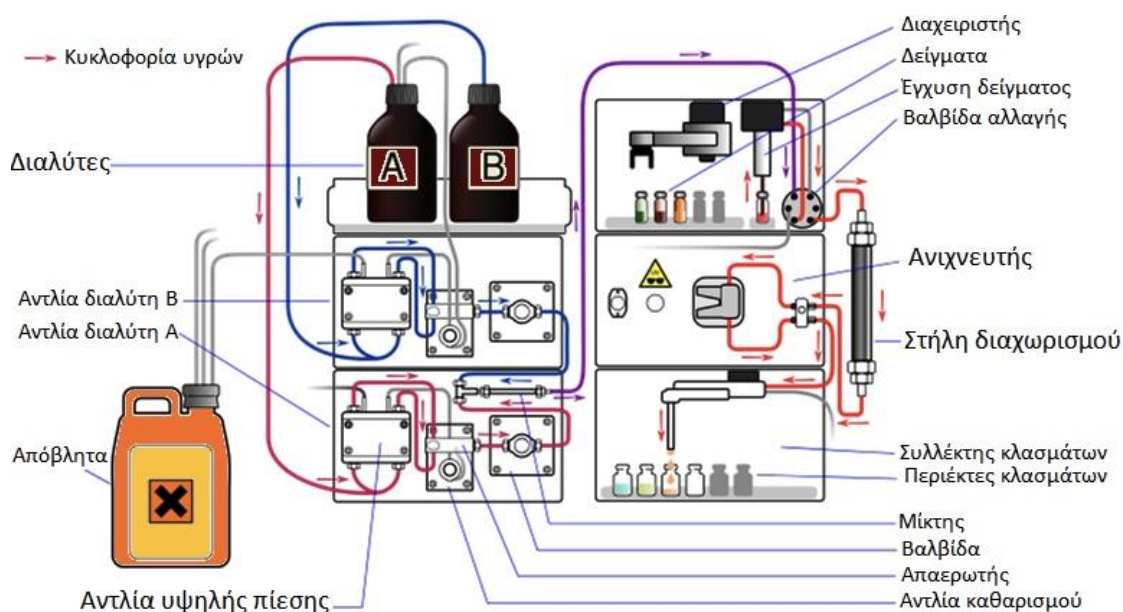 Κυκλοφορία υγρών
Διαλύτες
A
B
Αντλία διαλύτη Β
Αντλία διαλύτη Α
Απόβλητα
Αντλία υψηλής πίεσης
Διαχειριστής
Δείγματα
Έγχυση δείγματος
Βαλβίδα αλλαγής
Ανιχνευτής
Στήλη διαχωρισμού
Συλλέκτης κλασμάτων
Περιέκτες κλασμάτων
Μίκτης
Βαλβίδα
Απαερωτής
Αντλία καθαρισμού